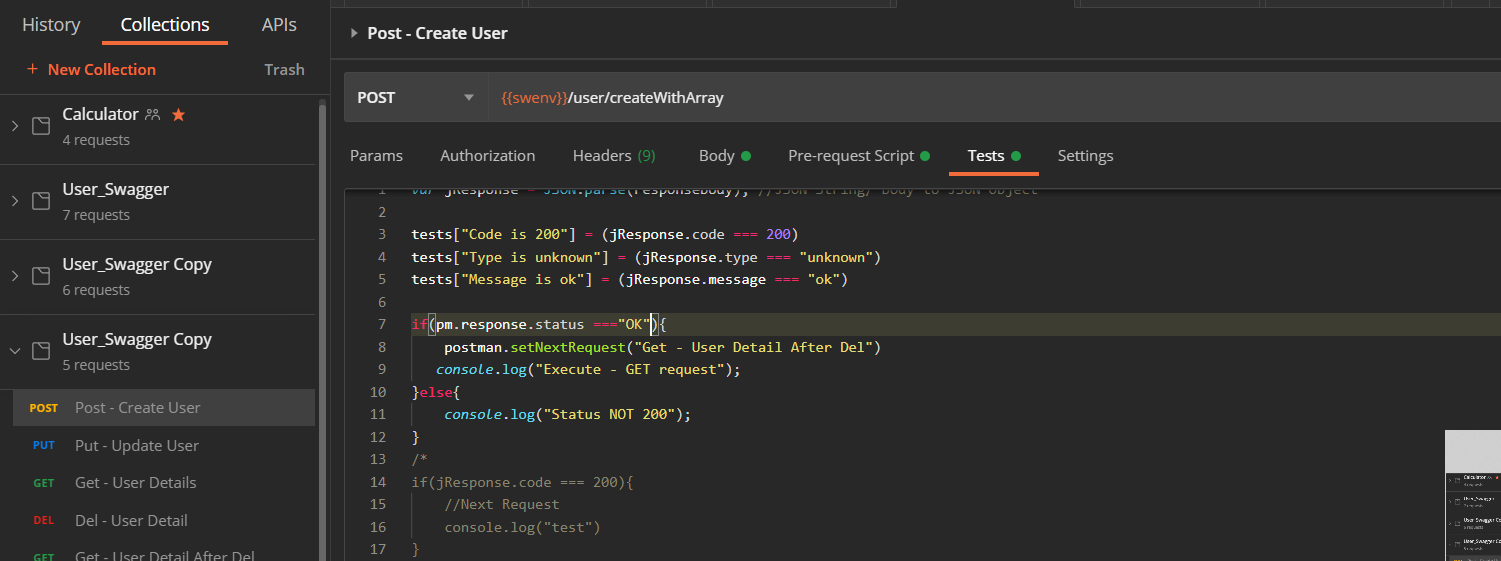 History Collections APIs
+ New Collection Trash
Calculator
4 requests
User_Swagger
7 requests
User_Swagger Copy
6 requests
User_Swagger Copy
5 requests
POST Post - Create User
PUT Put - Update User
GET Get - User Details
DEL Del - User Detail
GET Get - User Detail After Del
Post - Create User
POST {{swenv}}/user/createWithArray
Params Authorization Headers (9) Body Pre-request Script Tests Settings
1 var jResponse = JSON.parse(responseBody); //JSON String/ Body to JSON Object
2
3 tests["Code is 200"] = (jResponse.code === 200)
4 tests["Type is unknown"] = (jResponse.type === "unknown")
5 tests["Message is ok"] = (jResponse.message === "ok")
6
7 if(pm.response.status ==="OK"){
8 postman.setNextRequest("Get - User Detail After Del")
9 console.log("Execute - GET request");
10 }else{
11 console.log("Status NOT 200");
12 }
13 /*
14 if(jResponse.code === 200){
15 //Next Request
16 console.log("test")
17 }
Calculator
User_Swagger
User_Swagger Co
User_Swagger Co